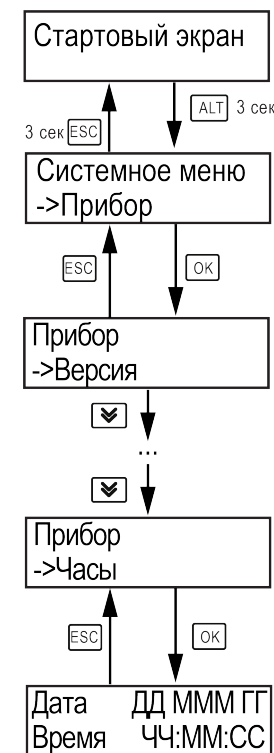 Стартовый экран
ALT 3 сек
3 сек ESC
Системное меню
->Прибор
ESC OK
Прибор
->Версия
...
Прибор
->Часы
ESC OK
Дата ДД МММ ГГ
Время ЧЧ:ММ:СС